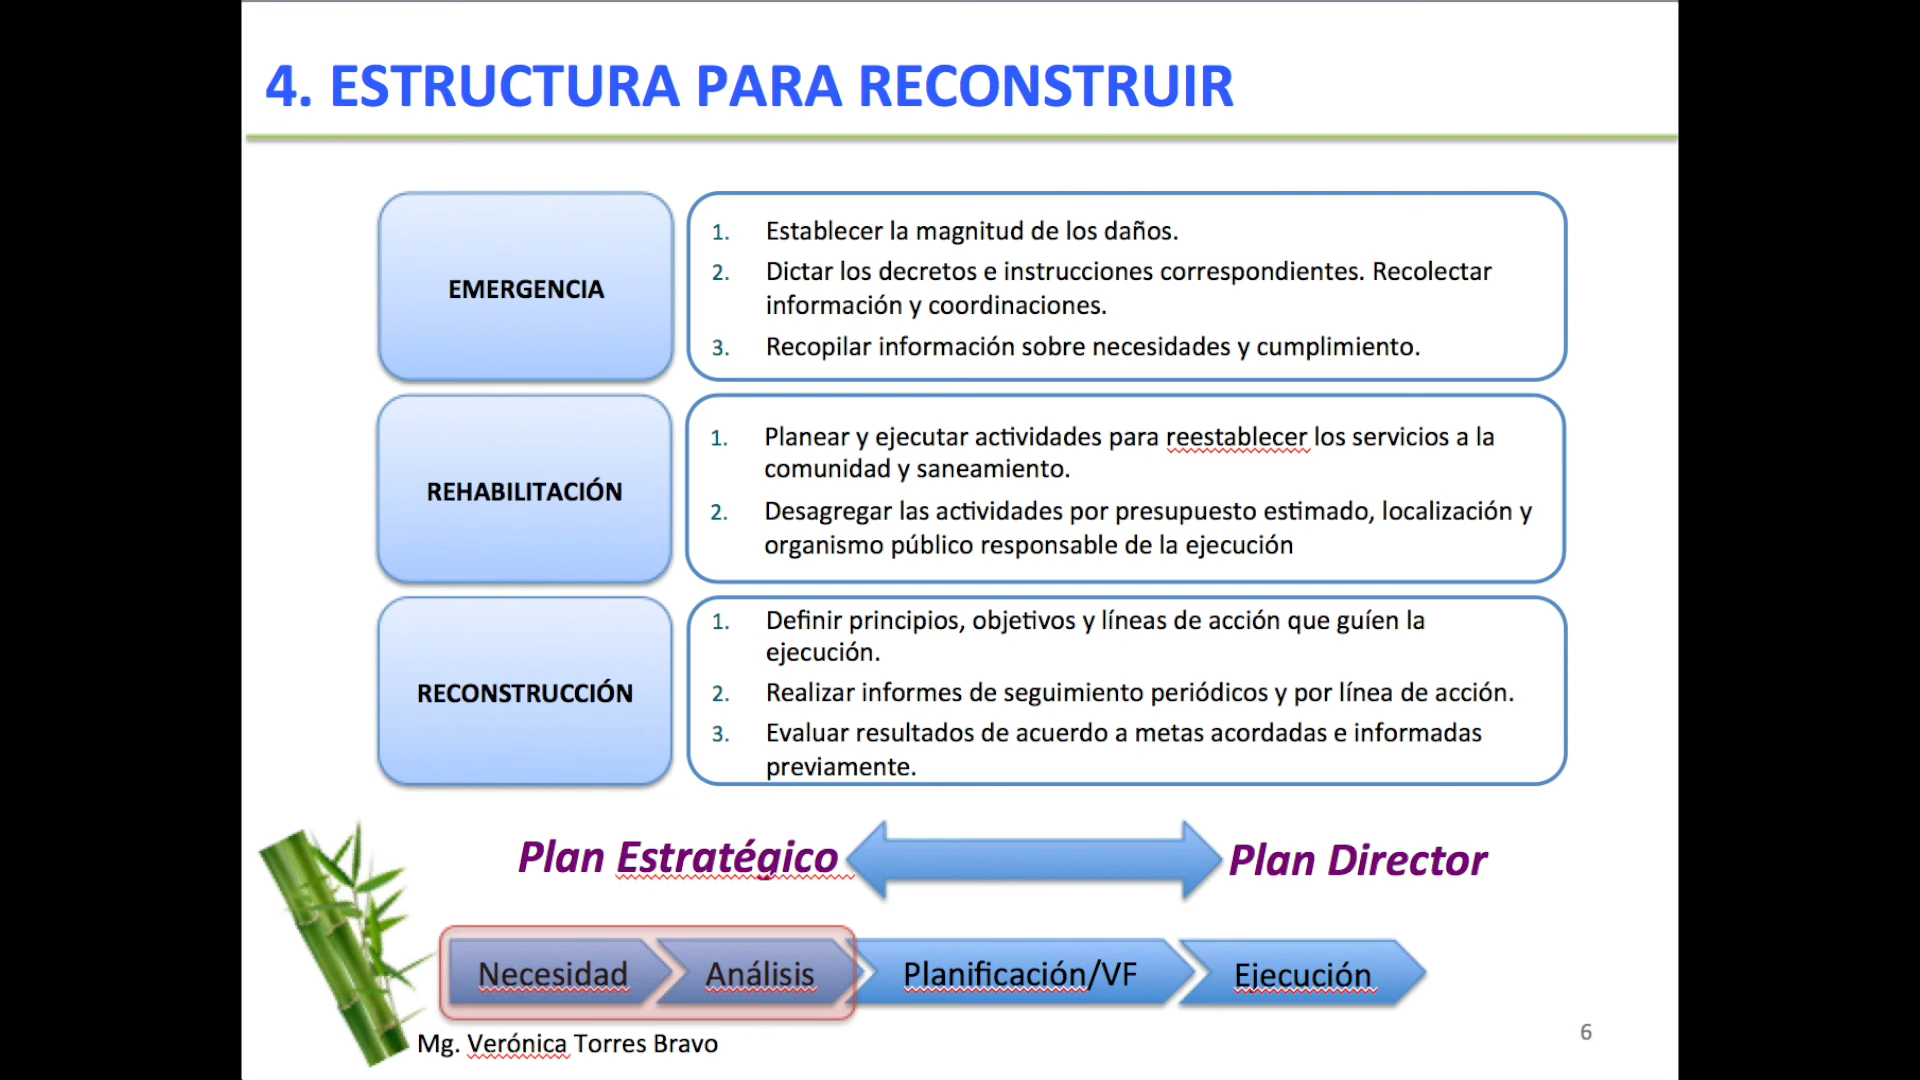 4. ESTRUCTURA PARA RECONSTRUIR
EMERGENCIA
1. Establecer la magnitud de los daños.
2. Dictar los decretos e instrucciones correspondientes. Recolectar
información y coordinaciones.
3. Recopilar información sobre necesidades y cumplimiento.
REHABILITACIÓN
1. Planear y ejecutar actividades para reestablecer los servicios a la
comunidad y saneamiento.
2. Desagregar las actividades por presupuesto estimado, localización y
organismo público responsable de la ejecución
RECONSTRUCCIÓN
1. Definir principios, objetivos y líneas de acción que guíen la
ejecución.
2. Realizar informes de seguimiento periódicos y por línea de acción.
3. Evaluar resultados de acuerdo a metas acordadas e informadas
previamente.
Plan Estratégico
Plan Director
Necesidad
Análisis
Planificación/VF
Ejecución
Mg. Verónica Torres Bravo
6